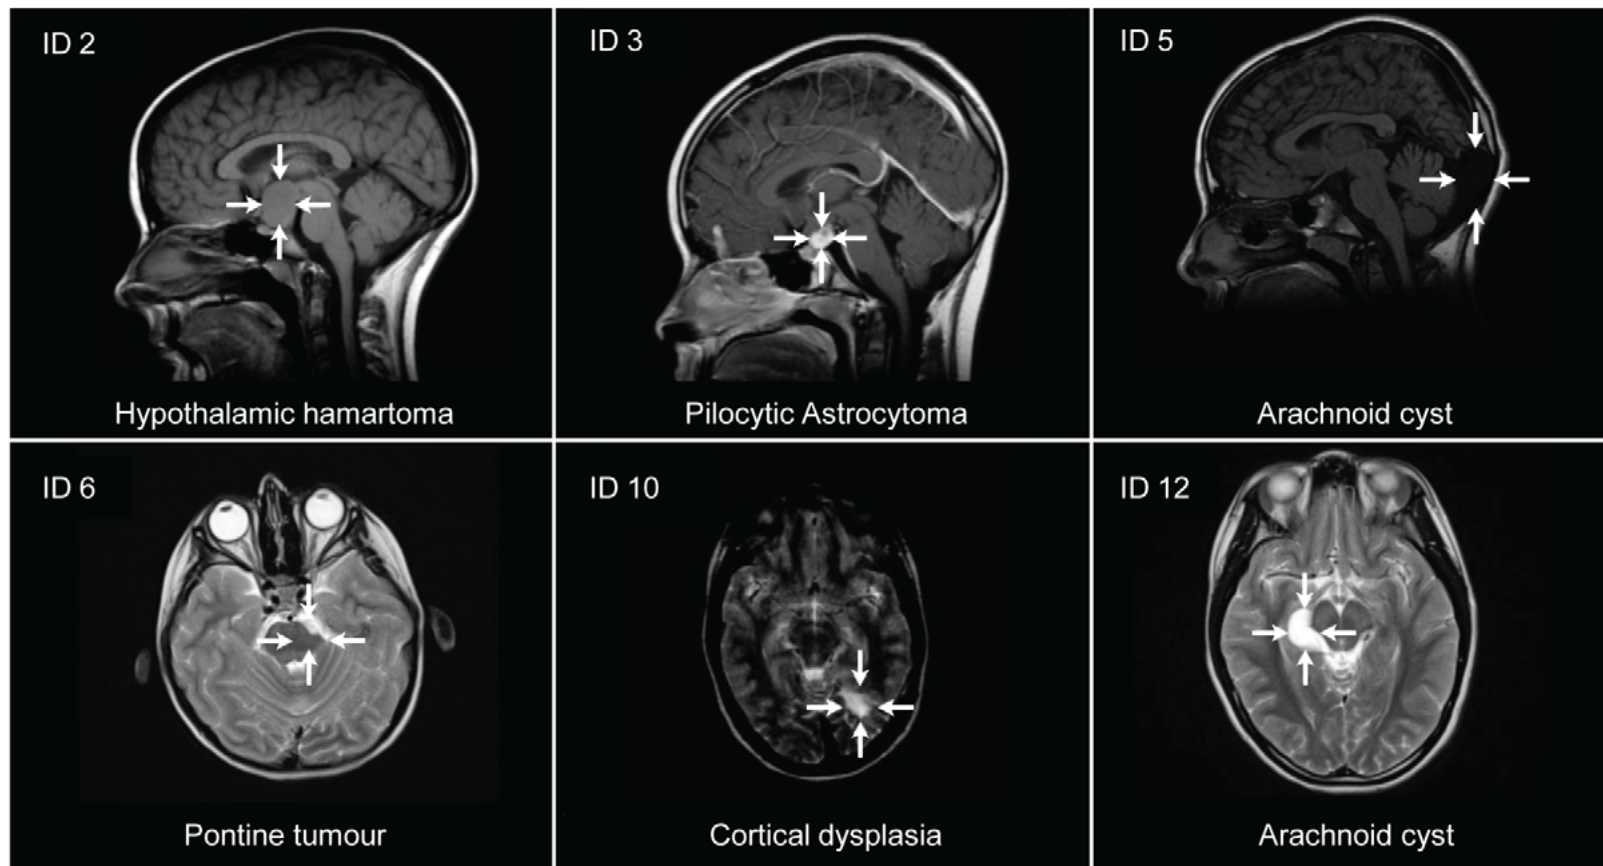 ID 2
ID 3
ID 5
Hypothalamic hamartoma
Pilocytic Astrocytoma
Arachnoid cyst
ID 6
ID 10
ID 12
Pontine tumour
Cortical dysplasia
Arachnoid cyst